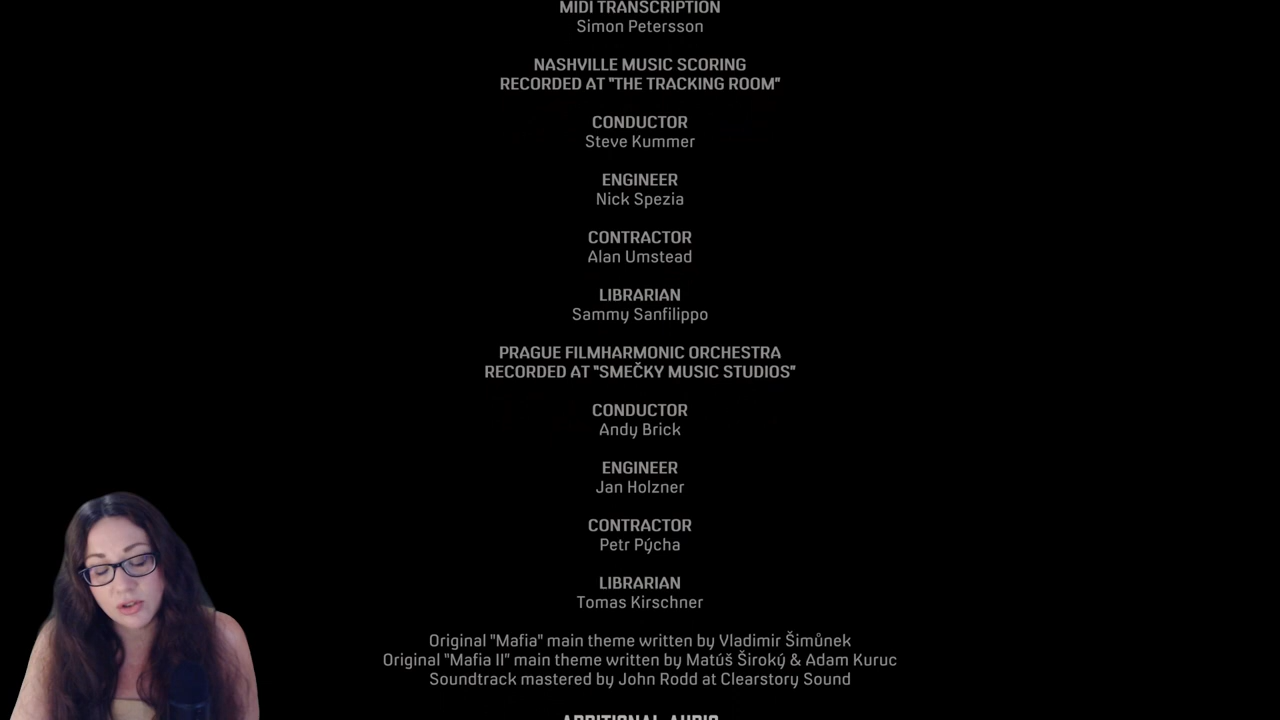 MIDI TRANSCRIPTION
Simon Petersson
NASHVILLE MUSIC SCORING
RECORDED AT "THE TRACKING ROOM"
CONDUCTOR
Steve Kummer
ENGINEER
Nick Spezia
CONTRACTOR
Alan Umstead
LIBRARIAN
Sammy Sanfilippo
PRAGUE FILMHARMONIC ORCHESTRA
RECORDED AT "SMEČKY MUSIC STUDIOS"
CONDUCTOR
Andy Brick
ENGINEER
Jan Holzner
CONTRACTOR
Petr Pýcha
LIBRARIAN
Tomas Kirschner
Original "Mafia" main theme written by Vladimir Šimůnek
Original "Mafia II" main theme written by Matúš Široký & Adam Kuruc
Soundtrack mastered by John Rodd at Clearstory Sound
ADDITIONAL AUDIO